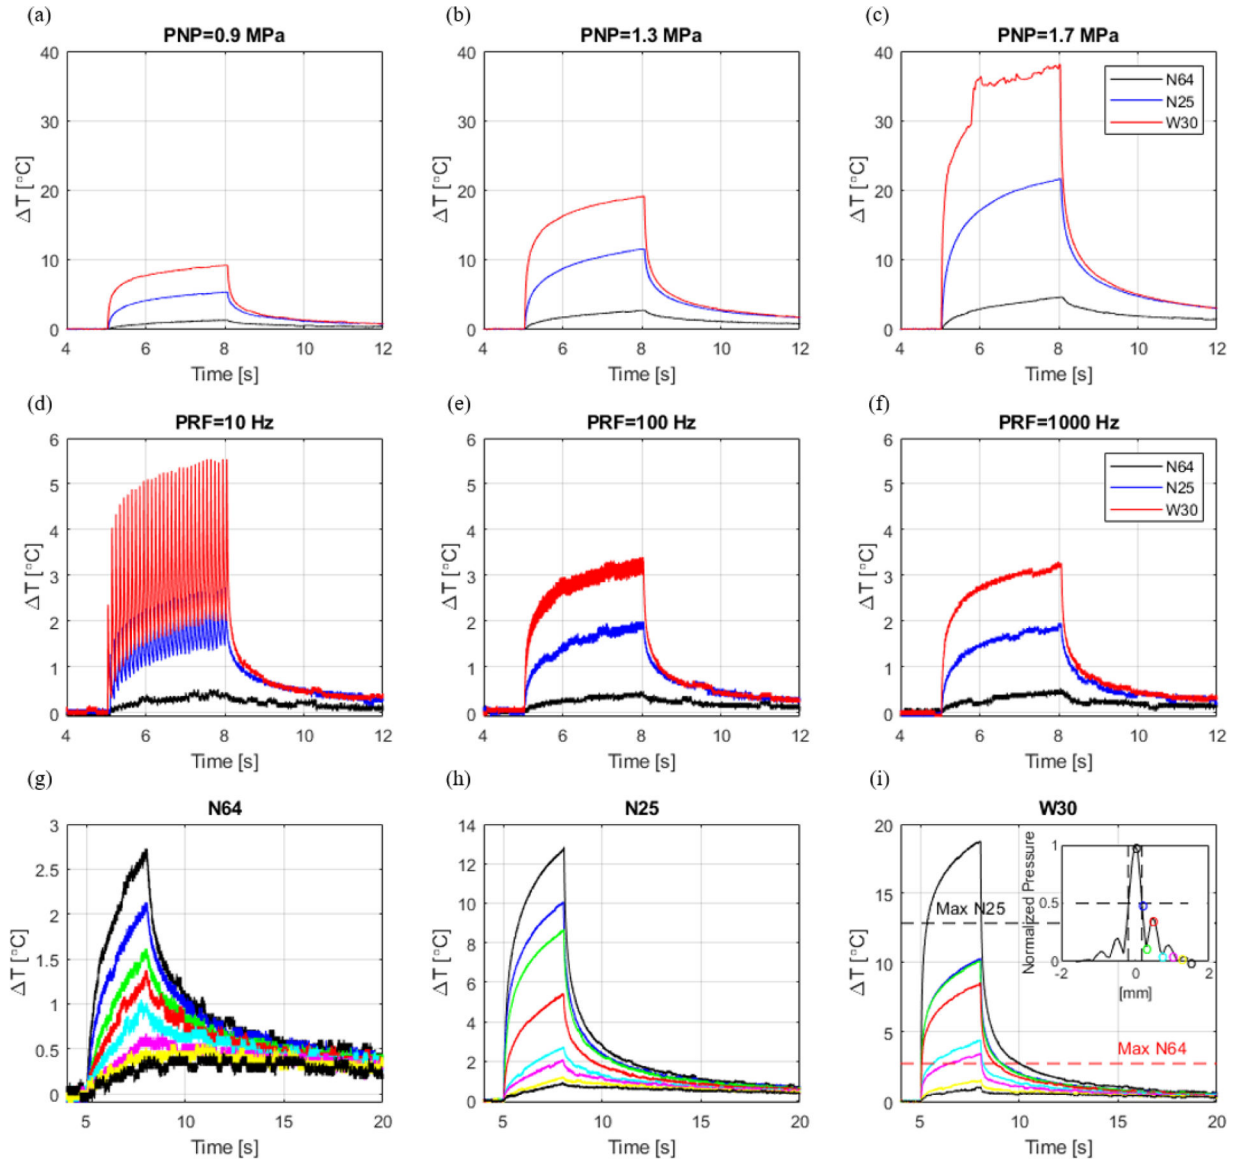 (a) (b) (c)
PNP=0.9 MPa PNP=1.3 MPa PNP=1.7 MPa
40 40 40
N64
N25
W30
30 30 30
ΔT [▫C] ΔT [▫C] ΔT [▫C]
20 20 20
10 10 10
0 0 0
4 6 8 10 12 4 6 8 10 12 4 6 8 10 12
Time [s] Time [s] Time [s]
(d) (e) (f)
PRF=10 Hz PRF=100 Hz PRF=1000 Hz
6 6 6
N64
N25
W30
5 5 5
4 4 4
ΔT [▫C] ΔT [▫C] ΔT [▫C]
3 3 3
2 2 2
1 1 1
0 0 0
4 6 8 10 12 4 6 8 10 12 4 6 8 10 12
Time [s] Time [s] Time [s]
(g) (h) (i)
N64 N25 W30
3 14 20
2.5 12 15
2 10 10
1.5 8 5
1 6 0
0.5 4
0 2
0
ΔT [▫C] ΔT [▫C] ΔT [▫C]
Normalized Pressure
1
0.5
0
-2 0 2
[mm]
Max N25
Max N64
5 10 15 20 5 10 15 20 5 10 15 20
Time [s] Time [s] Time [s]